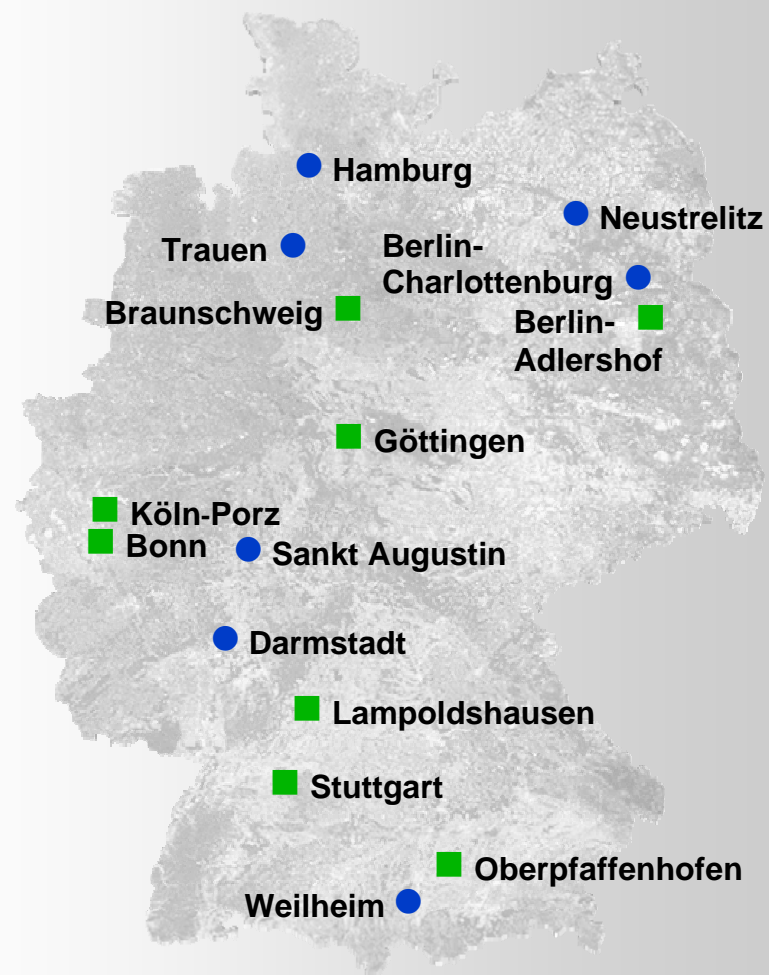 Hamburg
Neustrelitz
Trauen
Berlin-
Charlottenburg
Braunschweig
Berlin-
Adlershof
Göttingen
Köln-Porz
Bonn
Sankt Augustin
Darmstadt
Lampoldshausen
Stuttgart
Oberpfaffenhofen
Weilheim